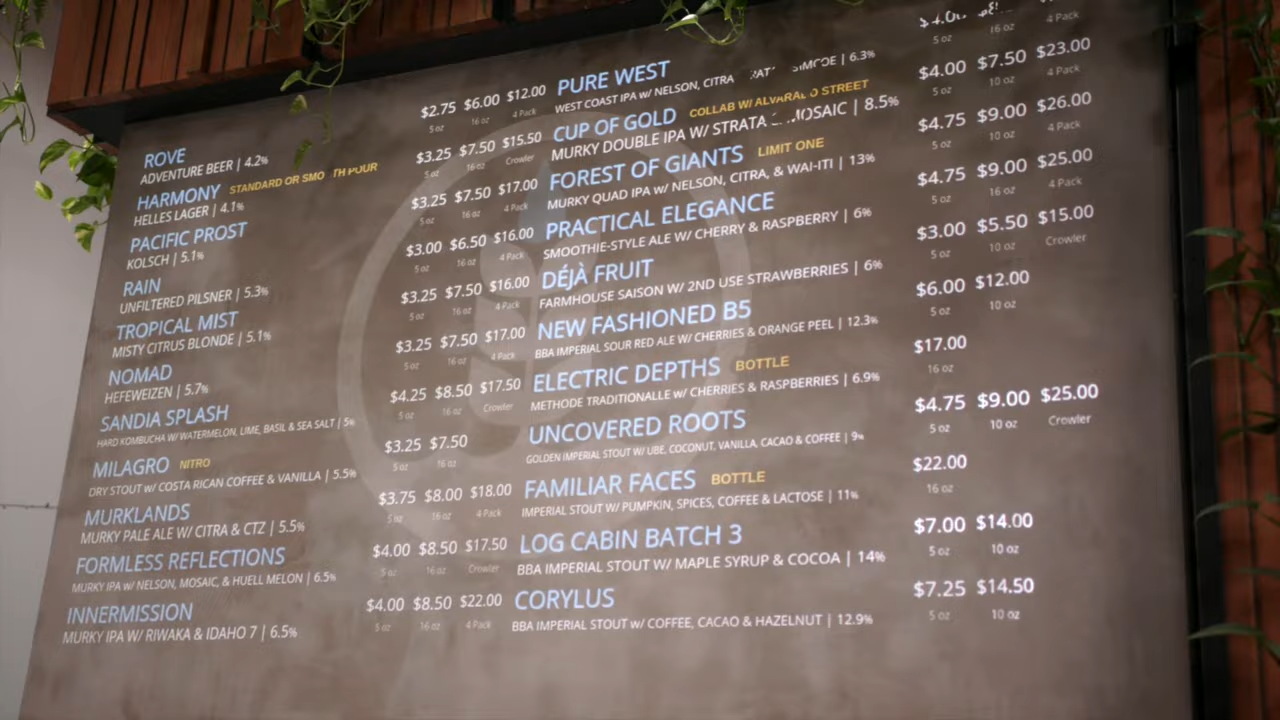 ROVE $2.75 $6.00 $12.00
ADVENTURE BEER | 4.2% 5 oz 16 oz 4 Pack
HARMONY STANDARD OR POUR $3.25 $7.50 $15.50
HELLES LAGER | 4.1% 5 oz 16 oz Crowler
PACIFIC PROST $3.25 $7.50 $17.00
KOLSCH | 5.1% 5 oz 16 oz 4 Pack
RAIN $3.00 $6.50 $16.00
UNFILTERED PILSNER | 5.3% 5 oz 16 oz 4 Pack
TROPICAL MIST $3.25 $7.50 $16.00
MISTY CITRUS BLONDE | 5.1% 5 oz 16 oz 4 Pack
NOMAD $3.25 $7.50 $17.00
HEFEWEIZEN | 5.7% 5 oz 16 oz 4 Pack
SANDIA SPLASH $4.25 $8.50 $17.50
HARD KOMBUCHA W/ WATERMELON, LIME, BASIL & SEA SALT | 5% 5 oz 16 oz Crowler
MILAGRO NITRO $3.25 $7.50
DRY STOUT W/ COSTA RICAN COFFEE & VANILLA | 5.5% 5 oz 16 oz
MURKLANDS $3.75 $8.00 $18.00
MURKY PALE ALE W/ CITRA & CTZ | 5.5% 5 oz 16 oz 4 Pack
FORMLESS REFLECTIONS $4.00 $8.50 $17.50
MURKY IPA W/ NELSON, MOSAIC, & HUELL MELON | 6.5% 5 oz 16 oz Crowler
INNERMISSION $4.00 $8.50 $22.00
MURKY IPA W/ RIWAKA & IDAHO 7 | 6.5% 5 oz 16 oz 4 Pack
PURE WEST
WEST COAST IPA W/ NELSON, CITRA SIMCOE | 6.3% 5 oz 16 oz 4 Pack
CUP OF GOLD COLLAB W/ ALVARADO STREET $4.00 $7.50 $23.00
MURKY DOUBLE IPA W/ STRATA MOSAIC | 8.5% 5 oz 10 oz 4 Pack
FOREST OF GIANTS LIMIT ONE $4.75 $9.00 $26.00
MURKY QUAD IPA W/ NELSON, CITRA, & WAI-ITI | 13% 5 oz 10 oz 4 Pack
PRACTICAL ELEGANCE $4.75 $9.00 $25.00
SMOOTHIE-STYLE ALE W/ CHERRY & RASPBERRY | 6% 5 oz 16 oz 4 Pack
DÉJÀ FRUIT $3.00 $5.50 $15.00
FARMHOUSE SAISON W/ 2ND USE STRAWBERRIES | 6% 5 oz 10 oz Crowler
NEW FASHIONED B5 $6.00 $12.00
BBA IMPERIAL SOUR RED ALE W/ CHERRIES & ORANGE PEEL | 12.3% 5 oz 10 oz
ELECTRIC DEPTHS BOTTLE $17.00
METHODE TRADITIONALLE W/ CHERRIES & RASPBERRIES | 6.9% 16 oz
UNCOVERED ROOTS $4.75 $9.00 $25.00
GOLDEN IMPERIAL STOUT W/ UBE, COCONUT, VANILLA, CACAO & COFFEE | 9% 5 oz 10 oz Crowler
FAMILIAR FACES BOTTLE $22.00
IMPERIAL STOUT W/ PUMPKIN, SPICES, COFFEE & LACTOSE | 11% 16 oz
LOG CABIN BATCH 3 $7.00 $14.00
BBA IMPERIAL STOUT W/ MAPLE SYRUP & COCOA | 14% 5 oz 10 oz
CORYLUS $7.25 $14.50
BBA IMPERIAL STOUT W/ COFFEE, CACAO & HAZELNUT | 12.9% 5 oz 10 oz